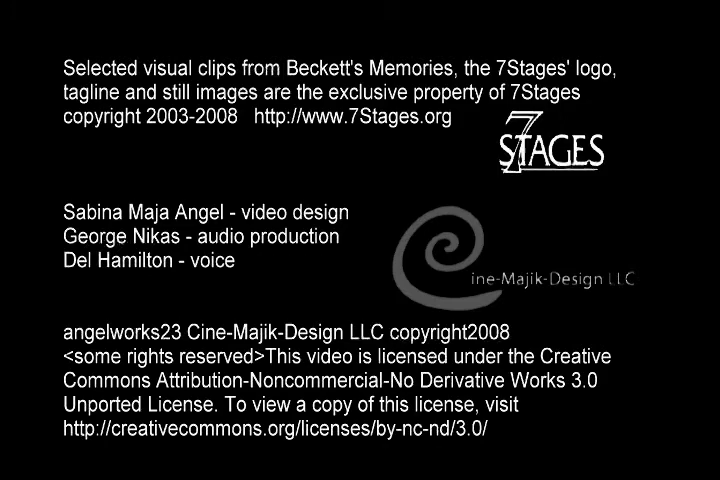 Selected visual clips from Beckett's Memories, the 7Stages' logo,
tagline and still images are the exclusive property of 7Stages
copyright 2003-2008   http://www.7Stages.org
7
STAGES
Sabina Maja Angel - video design
George Nikas - audio production
Del Hamilton - voice
ine-Majik-Design LLC
angelworks23 Cine-Majik-Design LLC copyright2008
<some rights reserved>This video is licensed under the Creative
Commons Attribution-Noncommercial-No Derivative Works 3.0
Unported License. To view a copy of this license, visit
http://creativecommons.org/licenses/by-nc-nd/3.0/